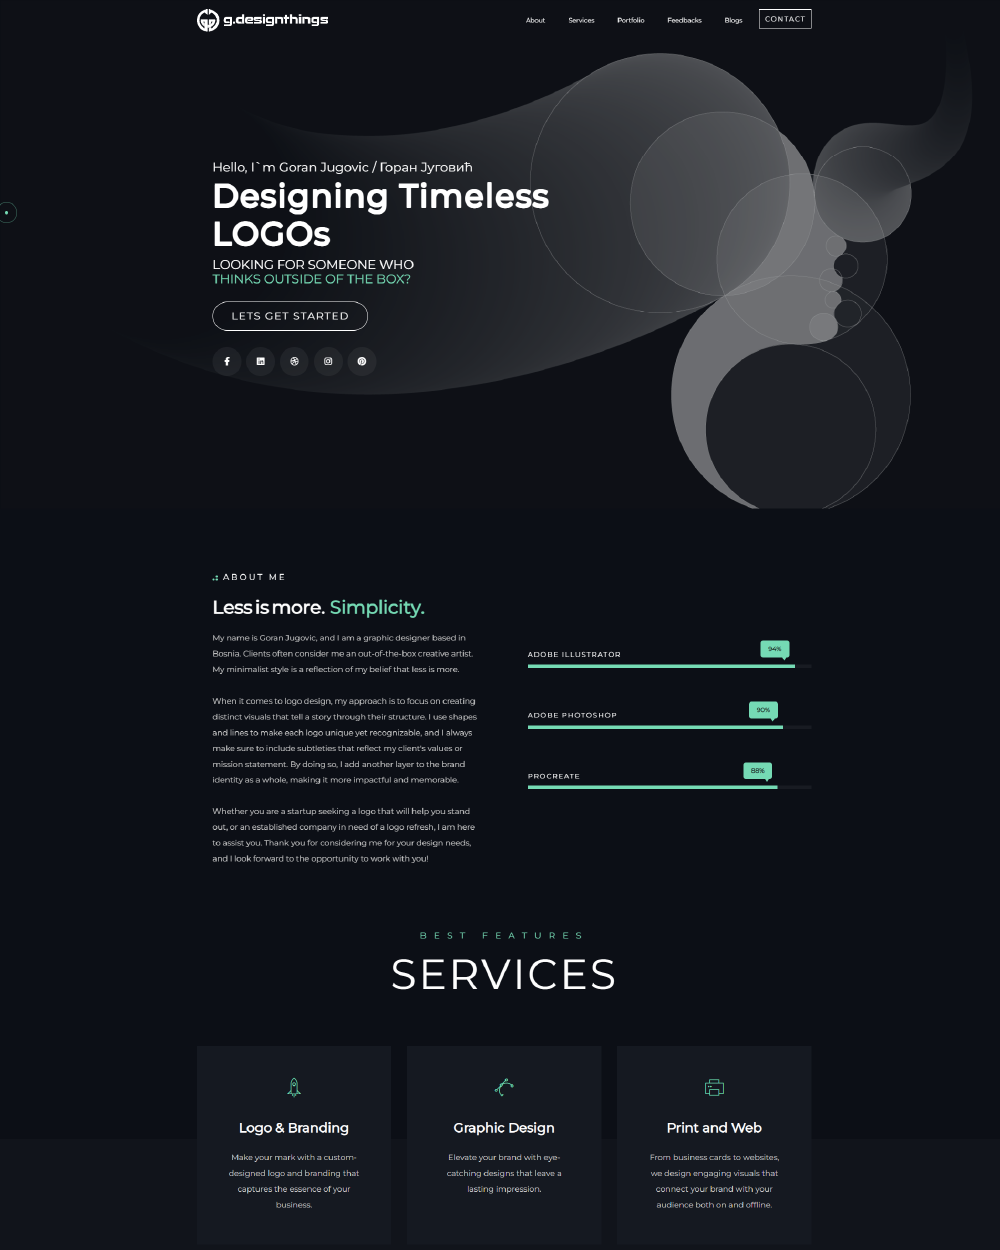 g.designthings
About Services Portfolio Feedbacks Blogs CONTACT
Hello, I`m Goran Jugovic / Горан Југовић
Designing Timeless
LOGOs
LOOKING FOR SOMEONE WHO
THINKS OUTSIDE OF THE BOX?
LETS GET STARTED
ABOUT ME
Less is more. Simplicity.
My name is Goran Jugovic, and I am a graphic designer based in
Bosnia. Clients often consider me an out-of-the-box creative artist.
My minimalist style is a reflection of my belief that less is more.
When it comes to logo design, my approach is to focus on creating
distinct visuals that tell a story through their structure. I use shapes
and lines to make each logo unique yet recognizable, and I always
make sure to include subtleties that reflect my client's values or
mission statement. By doing so, I add another layer to the brand
identity as a whole, making it more impactful and memorable.
Whether you are a startup seeking a logo that will help you stand
out, or an established company in need of a logo refresh, I am here
to assist you. Thank you for considering me for your design needs,
and I look forward to the opportunity to work with you!
94%
ADOBE ILLUSTRATOR
90%
ADOBE PHOTOSHOP
88%
PROCREATE
BEST FEATURES
SERVICES
Logo & Branding
Make your mark with a custom-
designed logo and branding that
captures the essence of your
business.
Graphic Design
Elevate your brand with eye-
catching designs that leave a
lasting impression.
Print and Web
From business cards to websites,
we design engaging visuals that
connect your brand with your
audience both on and offline.